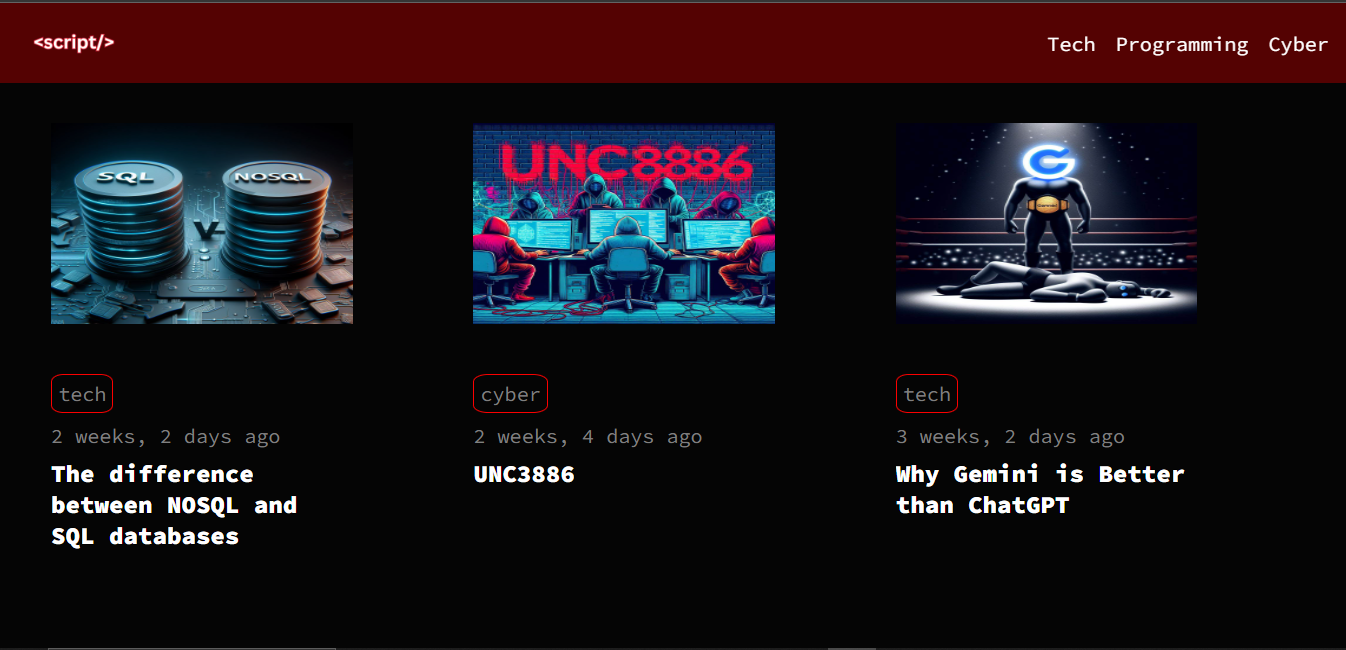 <script/>
Tech Programming Cyber
SQL
V-
NOSQL
UNC8886
G
tech
2 weeks, 2 days ago
The difference
between NOSQL and
SQL databases
cyber
2 weeks, 4 days ago
UNC3886
tech
3 weeks, 2 days ago
Why Gemini is Better
than ChatGPT